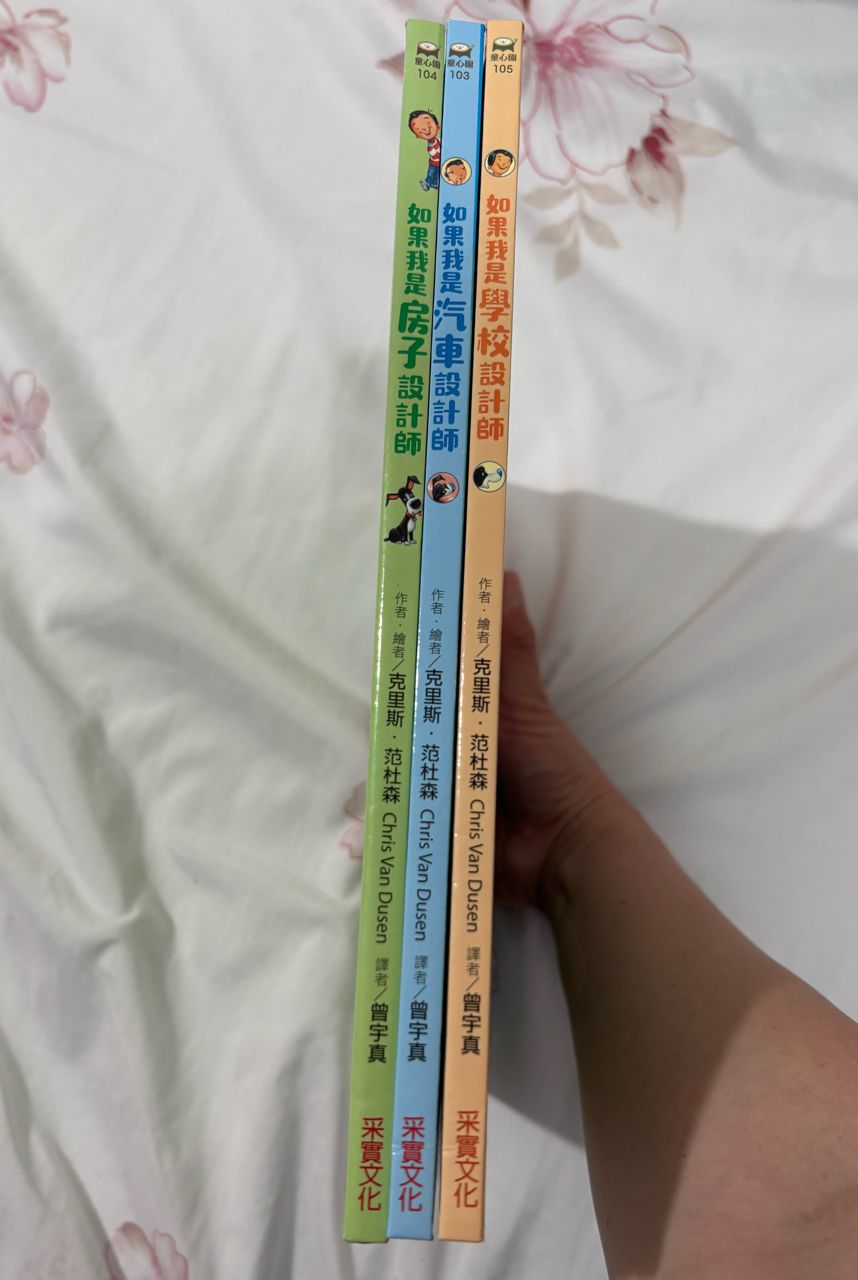 童心園
104
如果我是房子設計師
作者．繪者／克里斯．范杜森 Chris Van Dusen 譯者／曾宇真
采實文化
童心園
103
如果我是汽車設計師
作者．繪者／克里斯．范杜森 Chris Van Dusen 譯者／曾宇真
采實文化
童心園
105
如果我是學校設計師
作者．繪者／克里斯．范杜森 Chris Van Dusen 譯者／曾宇真
采實文化